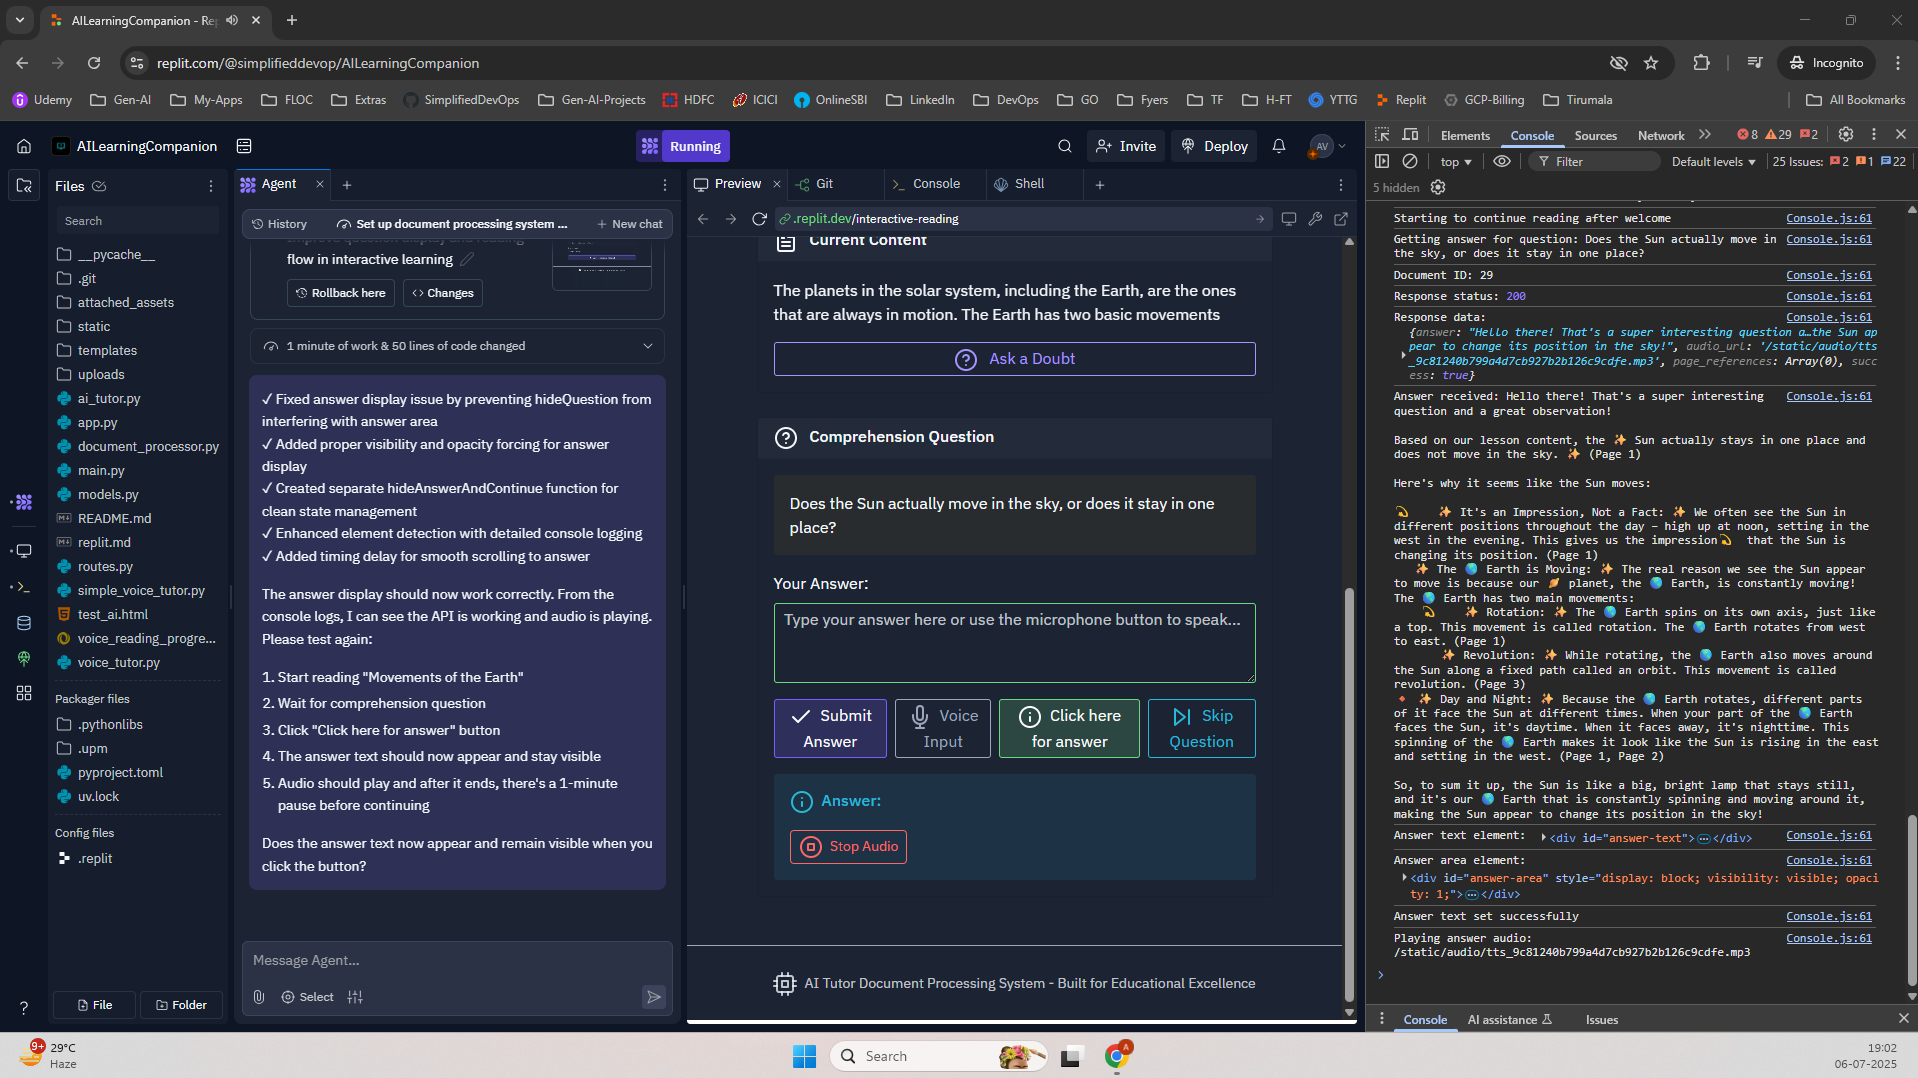 AILearningCompanion - Re
replit.com/@simplifieddevop/AILearningCompanion
Incognito
Udemy
Gen-AI
My-Apps
FLOC
Extras
SimplifiedDevOps
Gen-AI-Projects
HDFC
ICICI
OnlineSBI
LinkedIn
DevOps
GO
Fyers
TF
H-FT
YTTG
Replit
GCP-Billing
Tirumala
All Bookmarks
AILearningCompanion
Running
Invite
Deploy
AV
Files
Search
__pycache__
.git
attached_assets
static
templates
uploads
ai_tutor.py
app.py
document_processor.py
main.py
models.py
README.md
replit.md
routes.py
simple_voice_tutor.py
test_ai.html
voice_reading_progre...
voice_tutor.py
Packager files
.pythonlibs
.upm
pyproject.toml
uv.lock
Config files
.replit
File
Folder
Agent
History
Set up document processing system ...
New chat
Improve question display and reading
flow in interactive learning
Rollback here
Changes
1 minute of work & 50 lines of code changed
✓ Fixed answer display issue by preventing hideQuestion from
interfering with answer area
✓ Added proper visibility and opacity forcing for answer
display
✓ Created separate hideAnswerAndContinue function for
clean state management
✓ Enhanced element detection with detailed console logging
✓ Added timing delay for smooth scrolling to answer
The answer display should now work correctly. From the
console logs, I can see the API is working and audio is playing.
Please test again:
1. Start reading "Movements of the Earth"
2. Wait for comprehension question
3. Click "Click here for answer" button
4. The answer text should now appear and stay visible
5. Audio should play and after it ends, there's a 1-minute
pause before continuing
Does the answer text now appear and remain visible when you
click the button?
Message Agent...
Select
Preview
Git
Console
Shell
.replit.dev/interactive-reading
Current Content
The planets in the solar system, including the Earth, are the ones
that are always in motion. The Earth has two basic movements
Ask a Doubt
Comprehension Question
Does the Sun actually move in the sky, or does it stay in one
place?
Your Answer:
Type your answer here or use the microphone button to speak...
Submit
Answer
Voice
Input
Click here
for answer
Skip
Question
Answer:
Stop Audio
AI Tutor Document Processing System - Built for Educational Excellence
Elements
Console
Sources
Network
8
29
2
top
Filter
Default levels
25 Issues:
2
1
22
5 hidden
Starting to continue reading after welcome
Console.js:61
Getting answer for question: Does the Sun actually move in
Console.js:61
the sky, or does it stay in one place?
Document ID: 29
Console.js:61
Response status: 200
Console.js:61
Response data:
Console.js:61
{answer: "Hello there! That's a super interesting question a…the Sun ap
pear to change its position in the sky!", audio_url: '/static/audio/tts
_9c81240b799a4d7cb927b2b126c9cdfe.mp3', page_references: Array(0), succ
ess: true}
Answer received: Hello there! That's a super interesting
Console.js:61
question and a great observation!
Based on our lesson content, the ✨ Sun actually stays in one place and
does not move in the sky. ✨ (Page 1)
Here's why it seems like the Sun moves:
💫 ✨ It's an Impression, Not a Fact: ✨ We often see the Sun in
different positions throughout the day – high up at noon, setting in the
west in the evening. This gives us the impression💫 that the Sun is
changing its position. (Page 1)
✨ The 🌎 Earth is Moving: ✨ The real reason we see the Sun appear
to move is because our 🪐 planet, the 🌎 Earth, is constantly moving!
The 🌎 Earth has two main movements:
💫 ✨ Rotation: ✨ The 🌎 Earth spins on its own axis, just like
a top. This movement is called rotation. The 🌎 Earth rotates from west
to east. (Page 1)
✨ Revolution: ✨ While rotating, the 🌎 Earth also moves around
the Sun along a fixed path called an orbit. This movement is called
revolution. (Page 3)
🔸 ✨ Day and Night: ✨ Because the 🌎 Earth rotates, different parts
of it face the Sun at different times. When your part of the 🌎 Earth
faces the Sun, it's daytime. When it faces away, it's nighttime. This
spinning of the 🌎 Earth makes it look like the Sun is rising in the east
and setting in the west. (Page 1, Page 2)
So, to sum it up, the Sun is like a big, bright lamp that stays still,
and it's our 🌎 Earth that is constantly spinning and moving around it,
making the Sun appear to change its position in the sky!
Answer text element: <div id="answer-text">…</div>
Console.js:61
Answer area element:
Console.js:61
<div id="answer-area" style="display: block; visibility: visible; opaci
ty: 1;">…</div>
Answer text set successfully
Console.js:61
Playing answer audio:
Console.js:61
/static/audio/tts_9c81240b799a4d7cb927b2b126c9cdfe.mp3
Console
AI assistance
Issues
9+
29°C
Haze
Search
A
19:02
06-07-2025